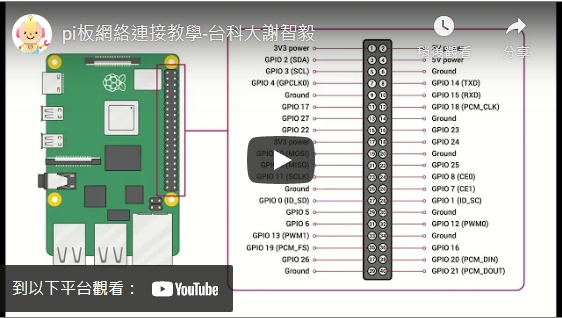 pi板網絡連接教學-台科大謝智毅
稍後觀看
分享
3V3 power
5V power
GPIO 2 (SDA)
5V power
GPIO 3 (SCL)
Ground
GPIO 4 (GPCLK0)
GPIO 14 (TXD)
Ground
GPIO 15 (RXD)
GPIO 17
GPIO 18 (PCM_CLK)
GPIO 27
Ground
GPIO 22
GPIO 23
3V3 power
GPIO 24
GPIO 10 (MOSI)
Ground
(MISO)
GPIO 25
GPIO 11 (SCLK)
GPIO 8 (CE0)
Ground
GPIO 7 (CE1)
GPIO 0 (ID_SD)
GPIO 1 (ID_SC)
GPIO 5
Ground
GPIO 6
GPIO 12 (PWM0)
GPIO 13 (PWM1)
Ground
GPIO 19 (PCM_FS)
GPIO 16
GPIO 26
GPIO 20 (PCM_DIN)
Ground
GPIO 21 (PCM_DOUT)
到以下平台觀看： YouTube